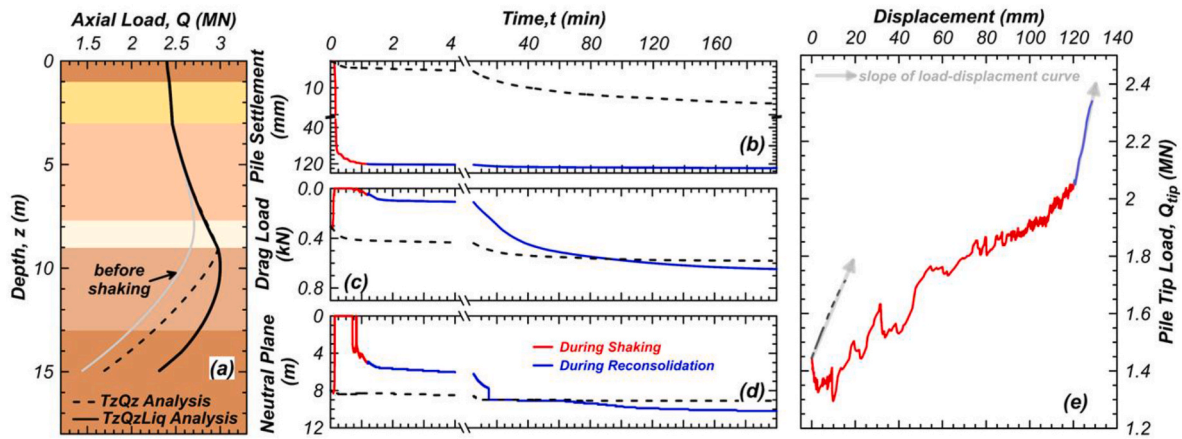 Axial Load, Q (MN)
1.5 2 2.5 3
0
5
10
15
Depth, z (m)
before
shaking
(a)
TzQz Analysis
TzQzLiq Analysis
Time,t (min)
0 2 4 40 80 120 160
Pile Settlement
(mm)
10
40
120
(b)
Drag Load
(kN)
0.0
0.4
0.8
(c)
Neutral Plane
(m)
0
4
8
12
During Shaking
During Reconsolidation
(d)
Displacement (mm)
0 20 40 60 80 100 120 140
slope of load-displacment curve
2.4
2.2
2
1.8
1.6
1.4
1.2
Pile Tip Load, Qtip (MN)
(e)